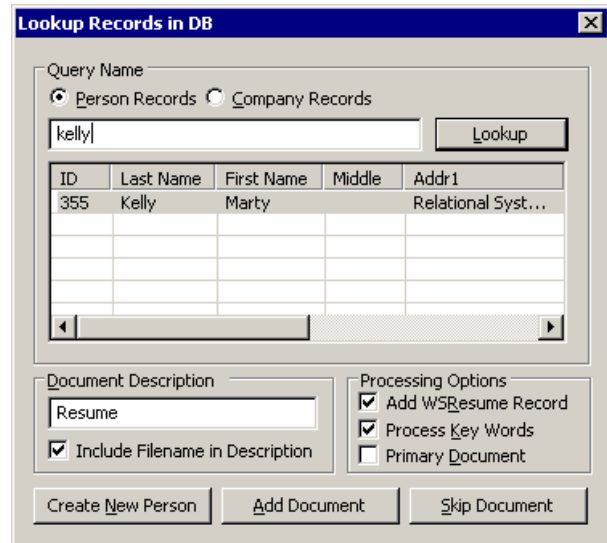 Lookup Records in DB
Query Name
Person Records Company Records
kelly
Lookup
ID Last Name First Name Middle Addr1
355 Kelly Marty Relational Syst...
Document Description
Resume
Include Filename in Description
Processing Options
Add WSResume Record
Process Key Words
Primary Document
Create New Person Add Document Skip Document